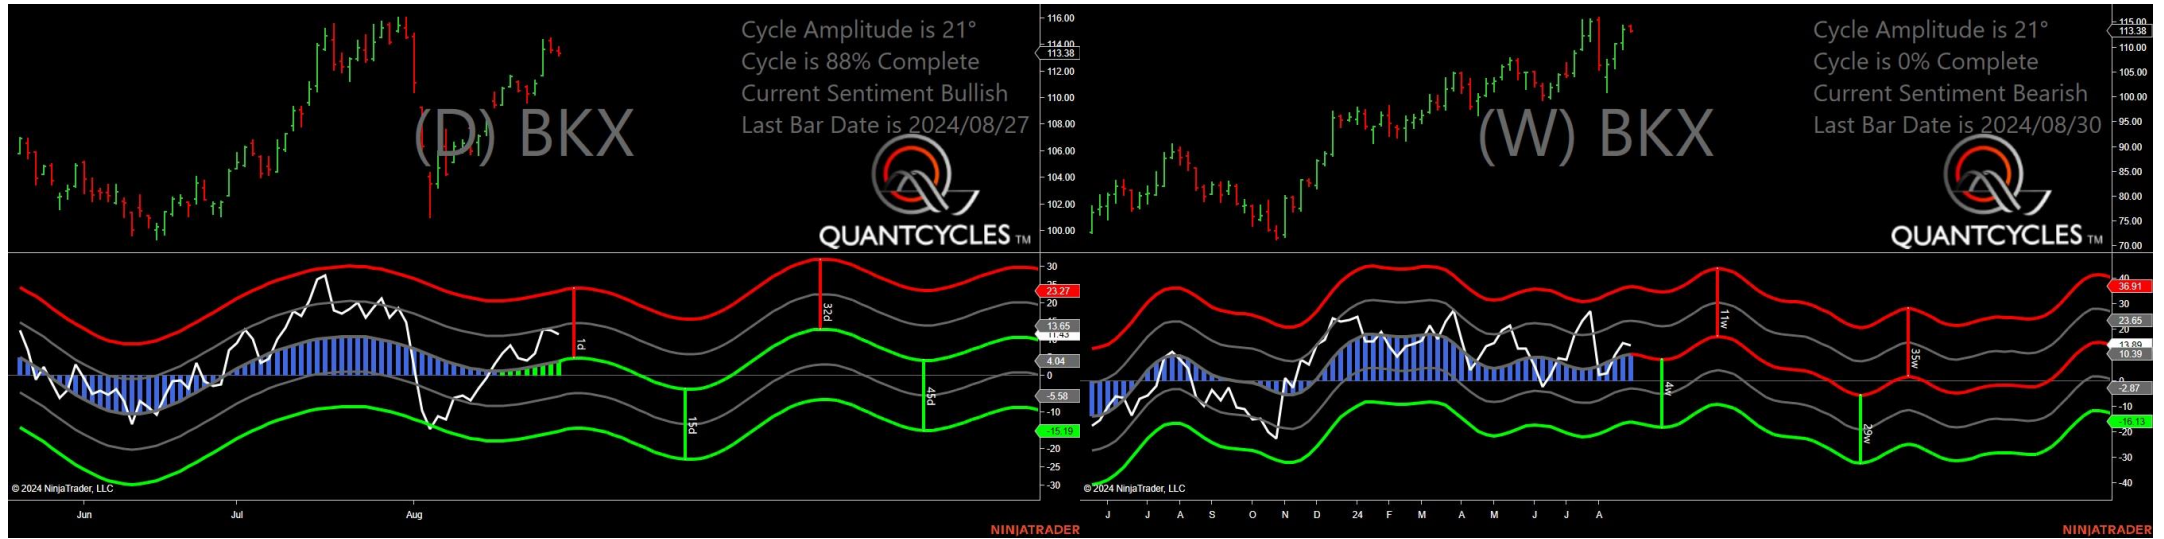 Cycle Amplitude is 21°
Cycle is 88% Complete
Current Sentiment Bullish
Last Bar Date is 2024/08/27
(D) BKX
QUANTCYCLES TM
116.00
114.00
113.38
112.00
110.00
108.00
106.00
104.00
102.00
100.00
30
23.27
20
13.65
11.43
4.04
0
-5.58
-10
-15.19
-20
-25
-30
1d
15d
32d
45d
© 2024 NinjaTrader, LLC
Jun Jul Aug
NINJATRADER
Cycle Amplitude is 21°
Cycle is 0% Complete
Current Sentiment Bearish
Last Bar Date is 2024/08/30
(W) BKX
QUANTCYCLES TM
115.00
113.38
110.00
105.00
100.00
95.00
90.00
85.00
80.00
75.00
70.00
40
36.91
30
23.65
20
13.89
10.39
-2.87
-10
-16.13
-20
-30
-40
4w
11w
29w
35w
© 2024 NinjaTrader, LLC
J J A S O N D 24 F M A M J J A
NINJATRADER